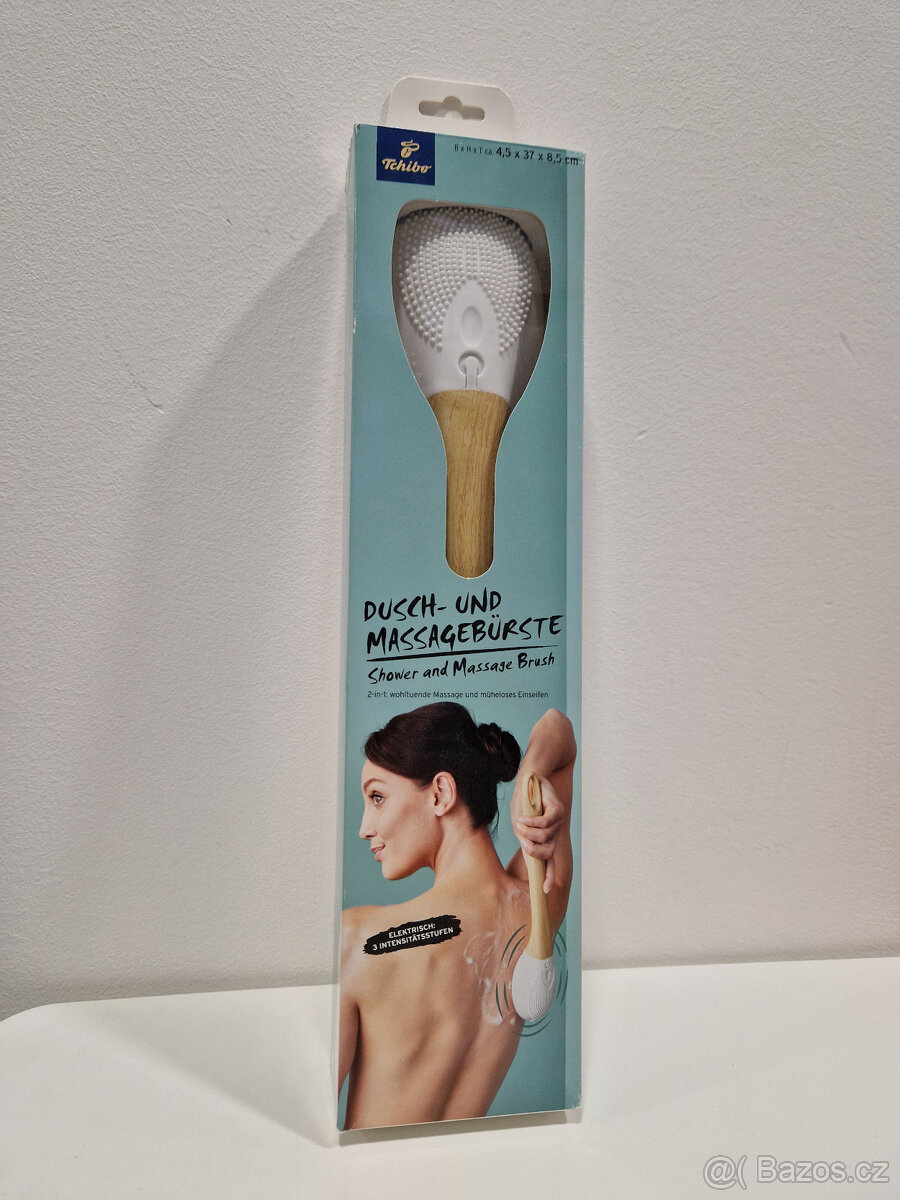 Tchibo
B x H x T ca. 4,5 x 37 x 8,5 cm
DUSCH- UND
MASSAGEBÜRSTE
Shower and Massage Brush
2-in-1: wohltuende Massage und müheloses Einseifen
ELEKTRISCH:
3 INTENSITÄTSSTUFEN
@( Bazos.cz